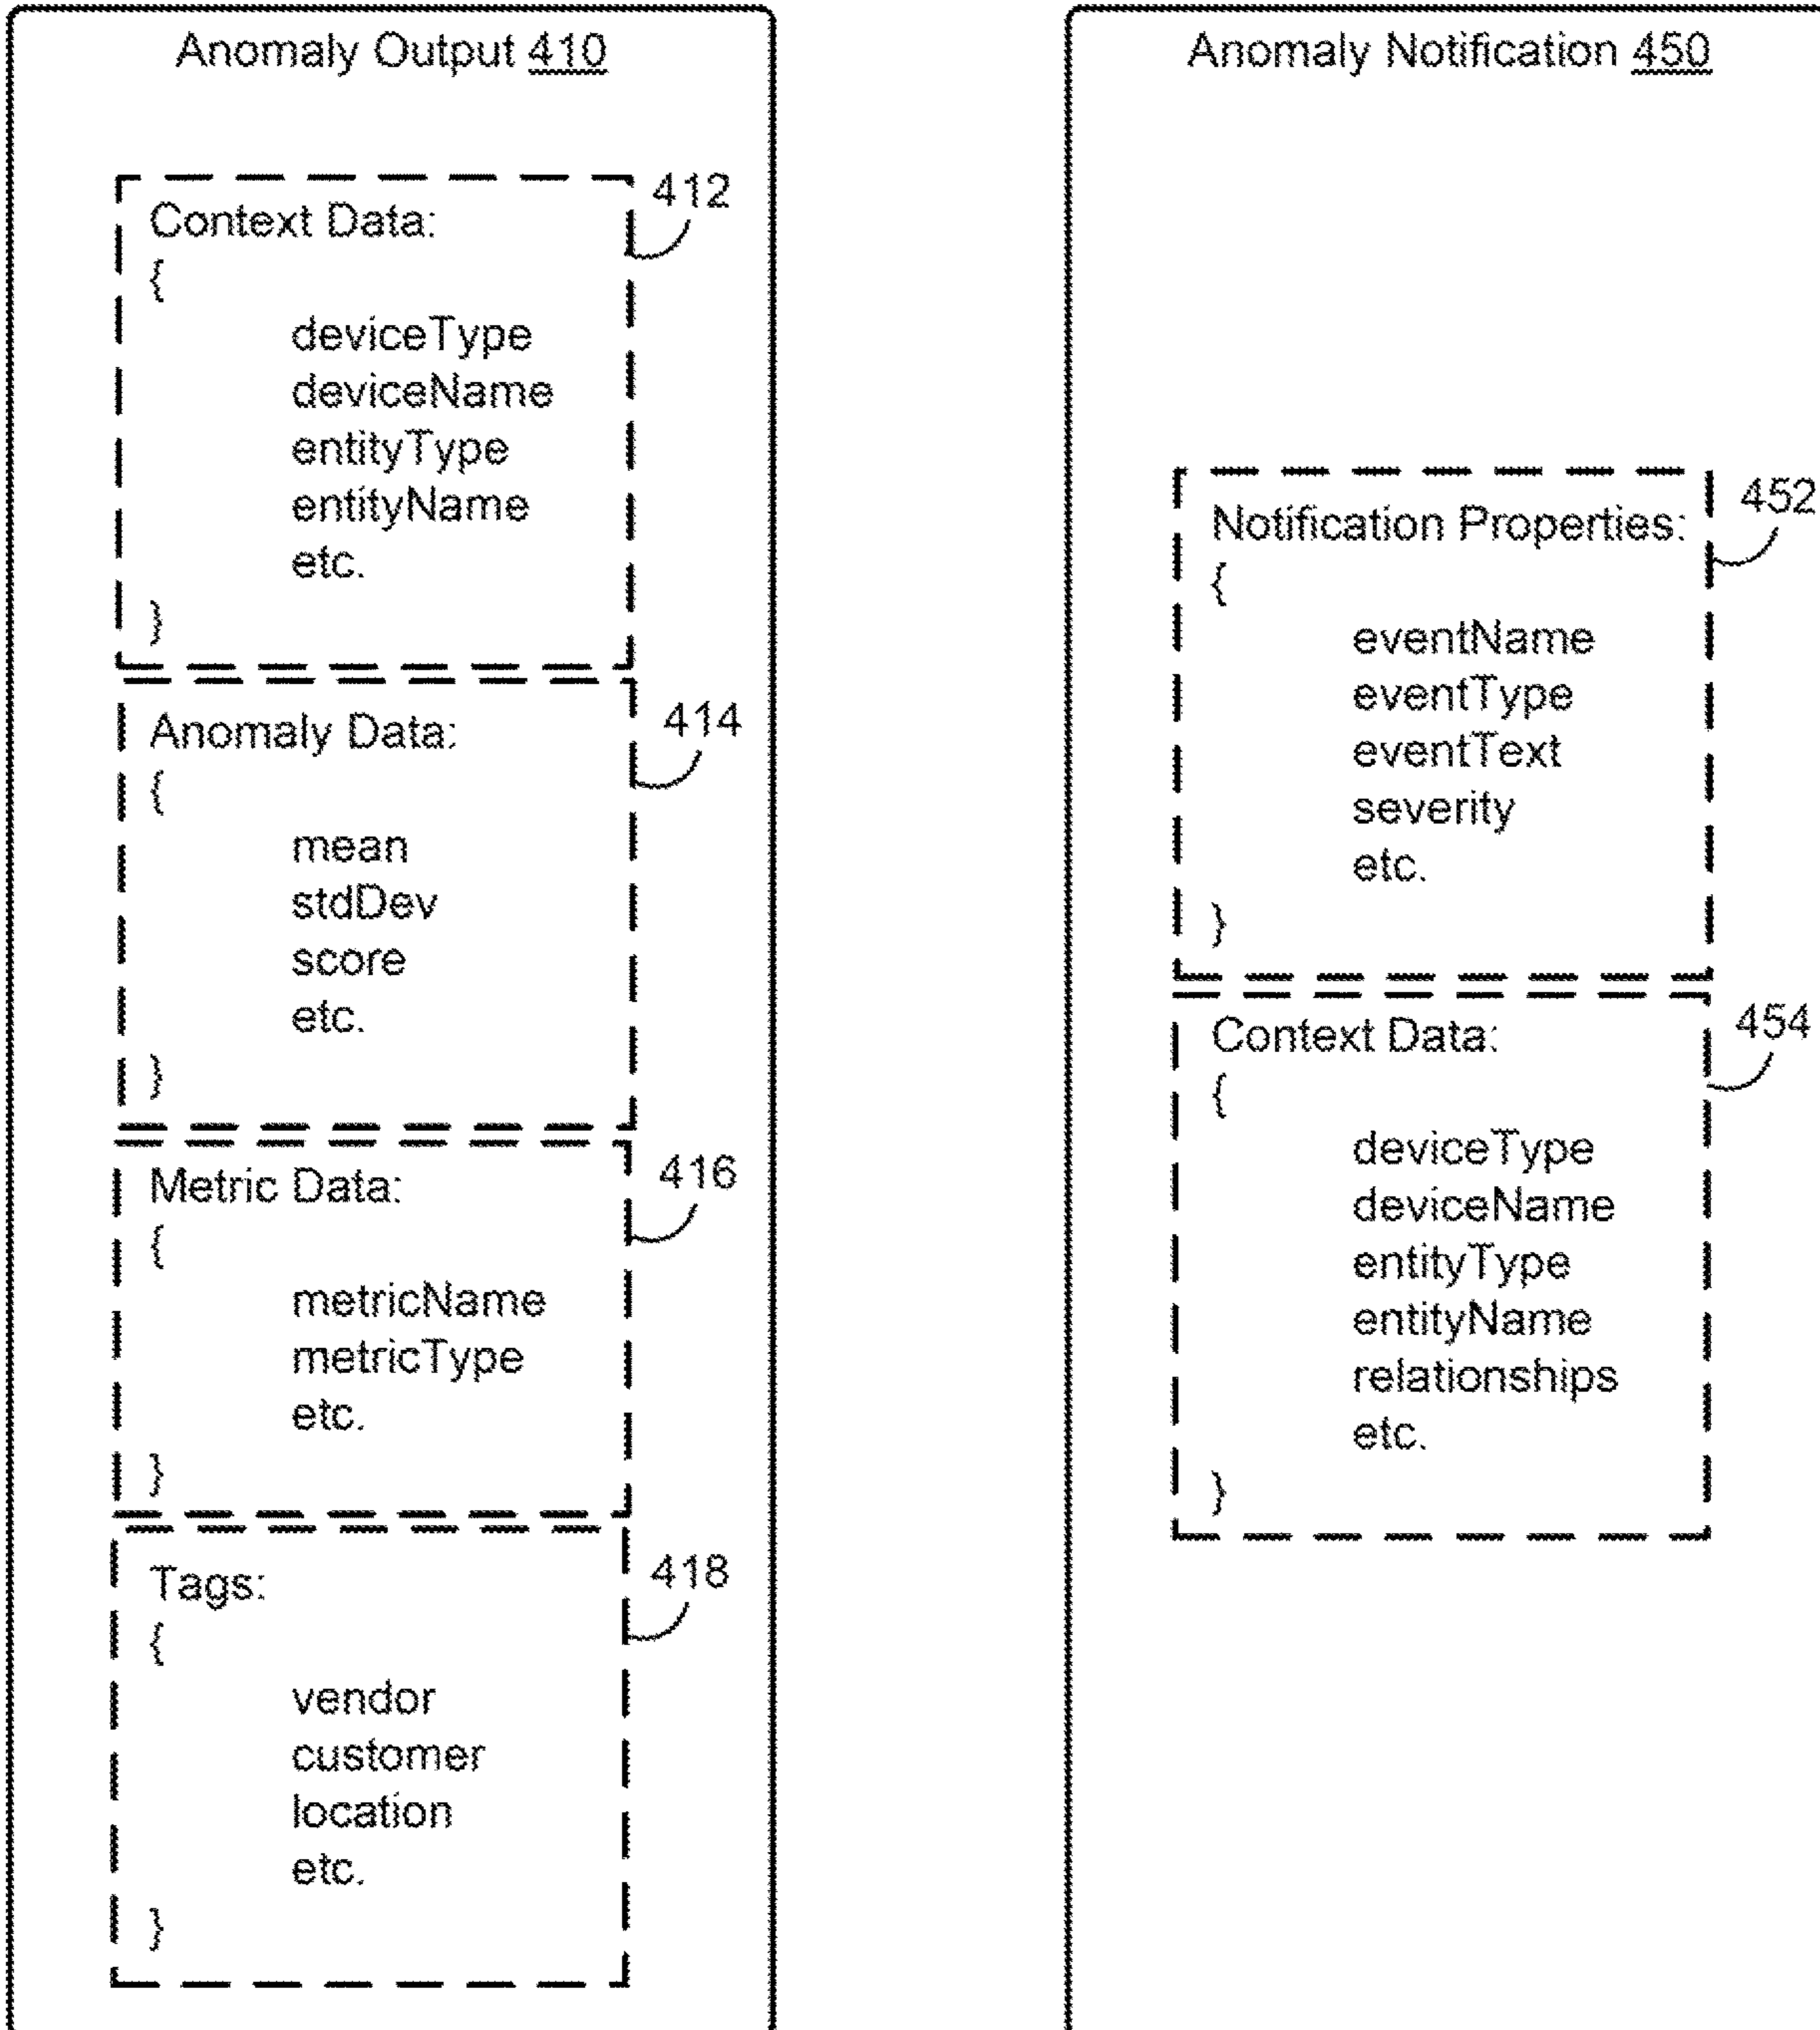 Anomaly Output 410
412
Context Data:
{
deviceType
deviceName
entityType
entityName
etc.
}
414
Anomaly Data:
{
mean
stdDev
score
etc.
}
416
Metric Data:
{
metricName
metricType
etc.
}
418
Tags:
{
vendor
customer
location
etc.
}
Anomaly Notification 450
452
Notification Properties:
{
eventName
eventType
eventText
severity
etc.
}
454
Context Data:
{
deviceType
deviceName
entityType
entityName
relationships
etc.
}